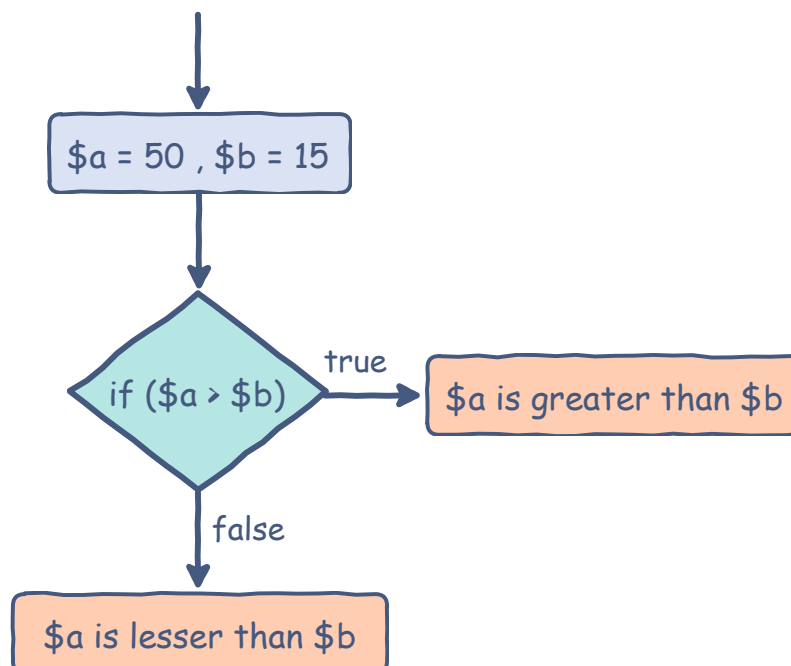 $a = 50 , $b = 15
if ($a > $b)
true
$a is greater than $b
false
$a is lesser than $b